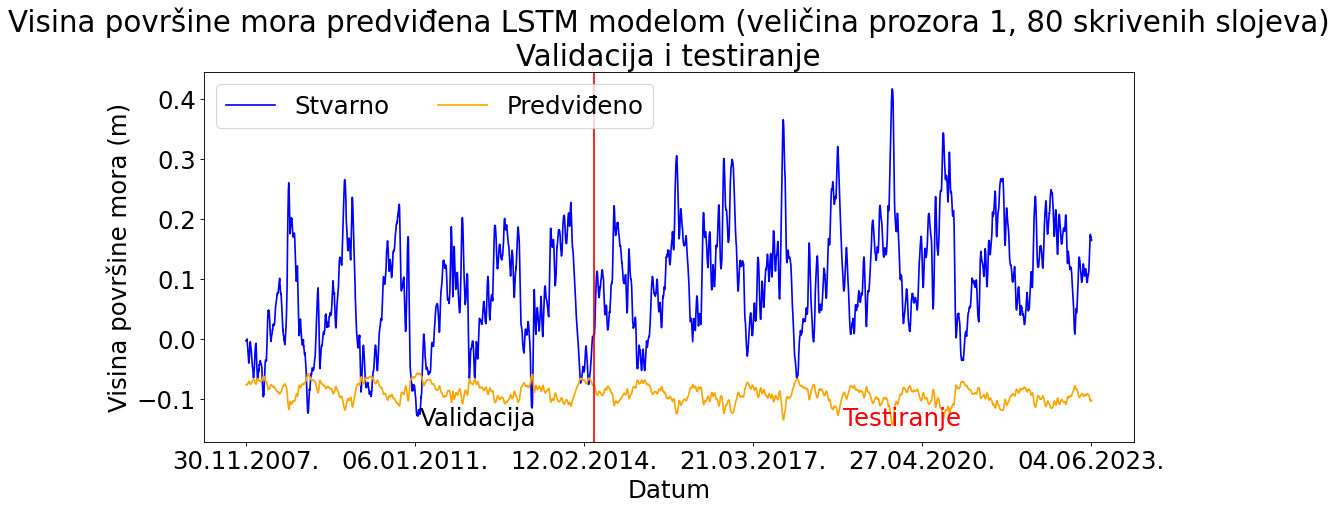 Visina površine mora predviđena LSTM modelom (veličina prozora 1, 80 skrivenih slojeva)
Validacija i testiranje
Stvarno
Predviđeno
Visina površine mora (m)
0.4
0.3
0.2
0.1
0.0
−0.1
Validacija
Testiranje
30.11.2007.
06.01.2011.
12.02.2014.
21.03.2017.
27.04.2020.
04.06.2023.
Datum